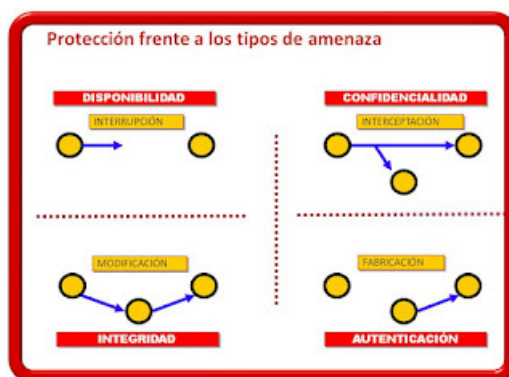 Protección frente a los tipos de amenaza
DISPONIBILIDAD
INTERRUPCIÓN
CONFIDENCIALIDAD
INTERCEPTACIÓN
MODIFICACIÓN
INTEGRIDAD
FABRICACIÓN
AUTENTICACIÓN